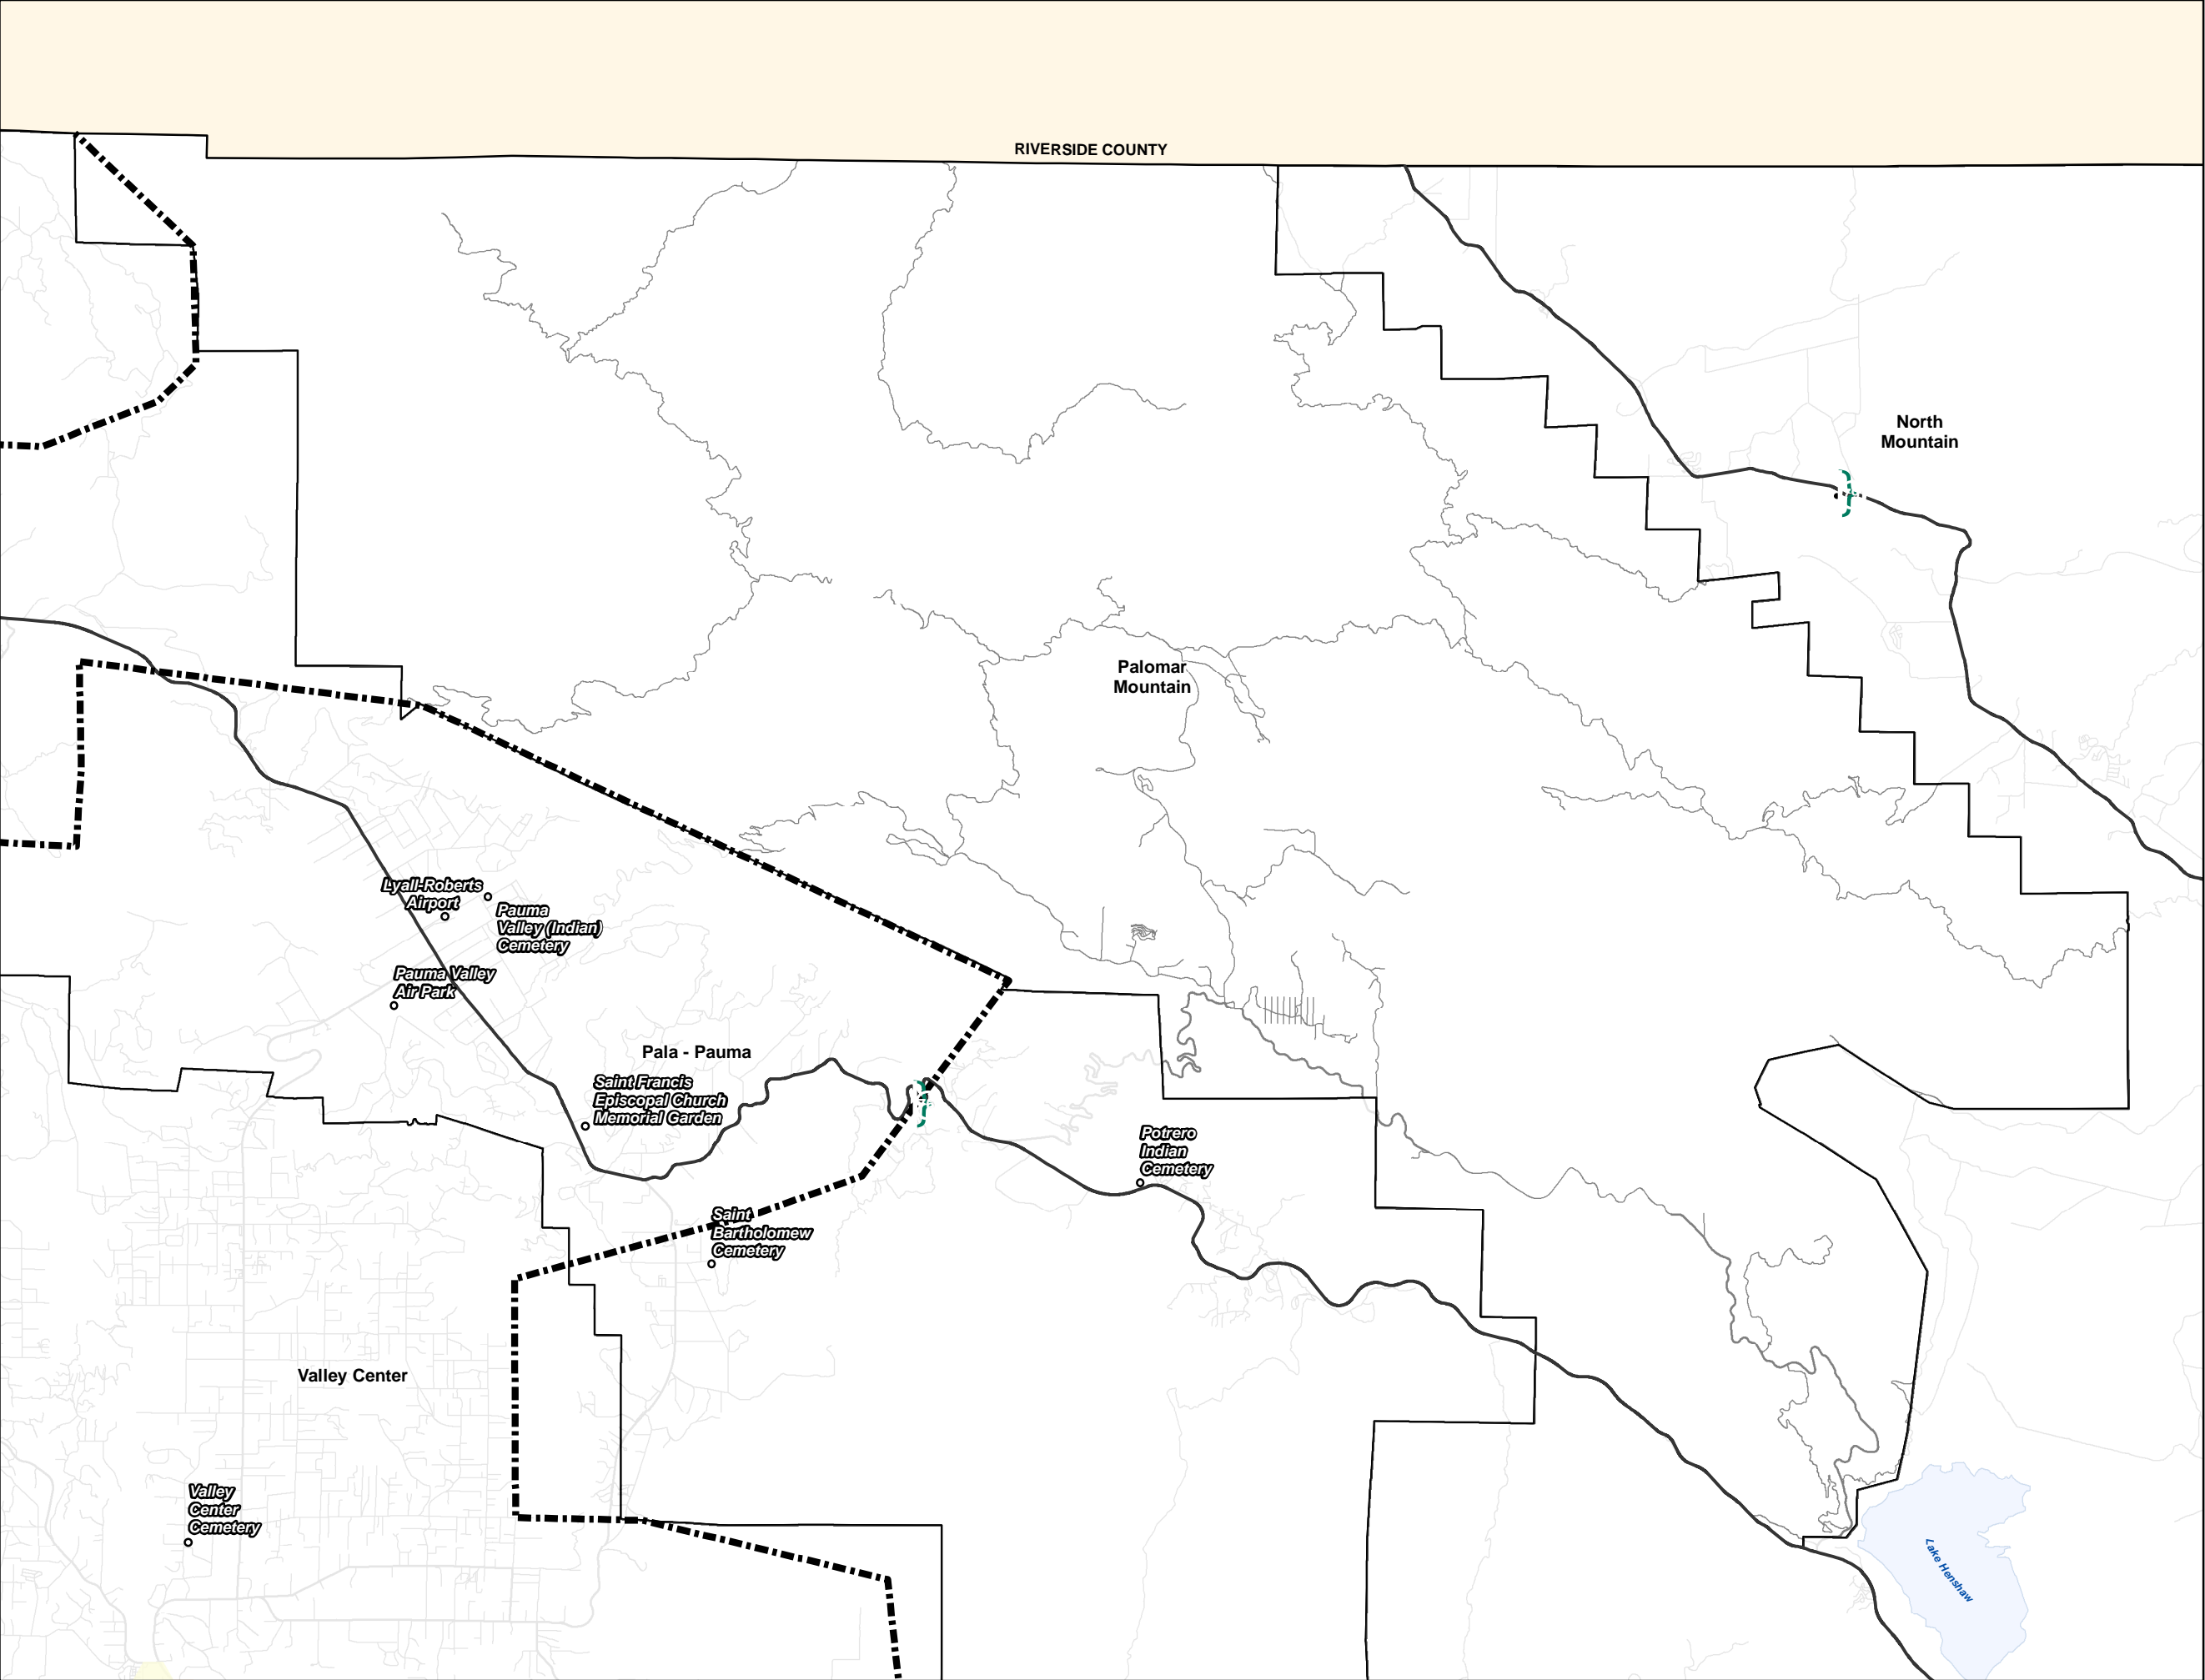 RIVERSIDE COUNTY
North
Mountain
Palomar
Mountain
Lyall-Roberts
Airport
Pauma
Valley (Indian)
Cemetery
Pauma Valley
Air Park
Pala - Pauma
Saint Francis
Episcopal Church
Memorial Garden
Potrero
Indian
Cemetery
Saint
Bartholomew
Cemetery
Valley Center
Valley
Center
Cemetery
Lake Henshaw